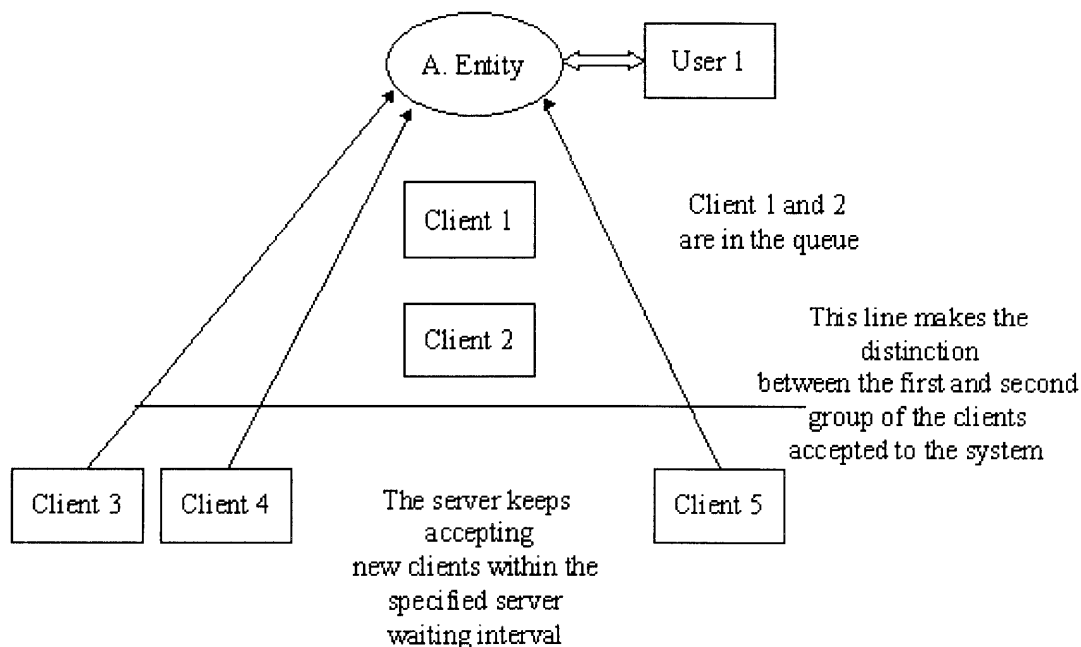 A. Entity
User 1
Client 1
Client 1 and 2
are in the queue
Client 2
This line makes the
distinction
between the first and second
group of the clients
accepted to the system
Client 3
Client 4
The server keeps
accepting
new clients within the
specified server
waiting interval
Client 5